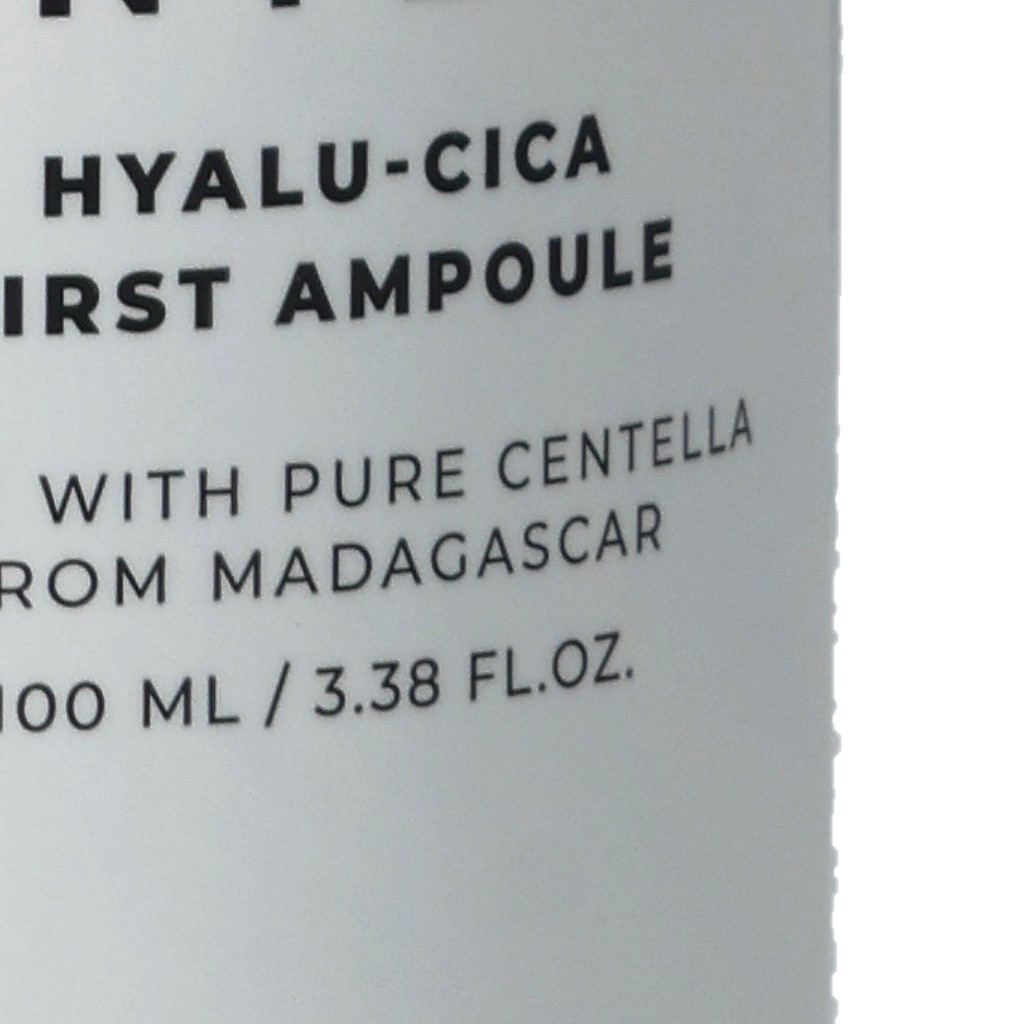 HYALU-CICA
IRST AMPOULE
WITH PURE CENTELLA
ROM MADAGASCAR
100 ML / 3.38 FL.OZ.